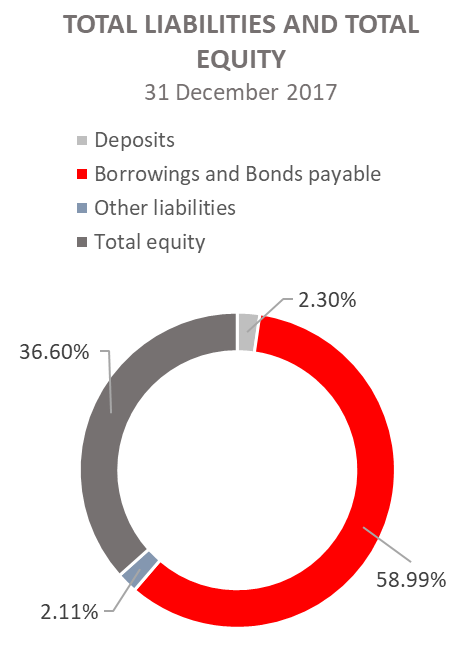 TOTAL LIABILITIES AND TOTAL
EQUITY
31 December 2017
Deposits
Borrowings and Bonds payable
Other liabilities
Total equity
2.30%
36.60%
58.99%
2.11%